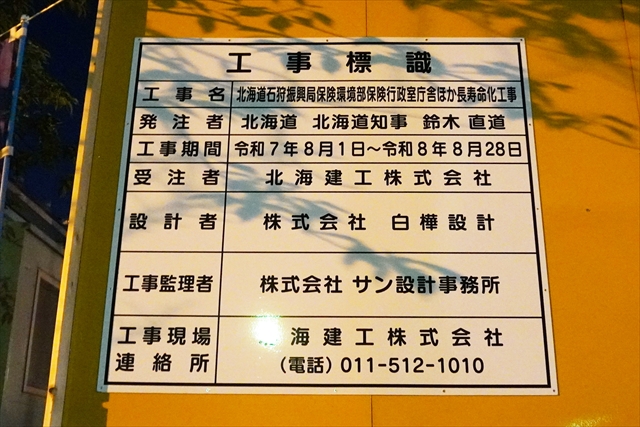 工事標識
工事名 北海道石狩振興局保険環境部保険行政室庁舎ほか長寿命化工事
発注者 北海道 北海道知事 鈴木 直道
工事期間 令和7年8月1日～令和8年8月28日
受注者 北海建工株式会社
設計者 株式会社 白樺設計
工事監理者 株式会社 サン設計事務所
工事現場 海建工株式会社
連絡所 (電話) 011-512-1010